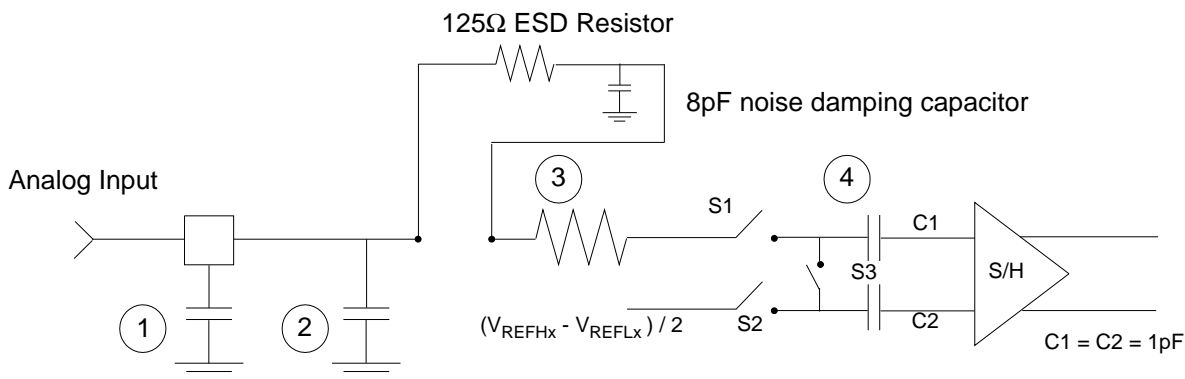 125Ω ESD Resistor
8pF noise damping capacitor
Analog Input
3
4
S1
C1
S/H
S3
1
2
(VREFHx - VREFLx ) / 2
S2
C2
C1 = C2 = 1pF